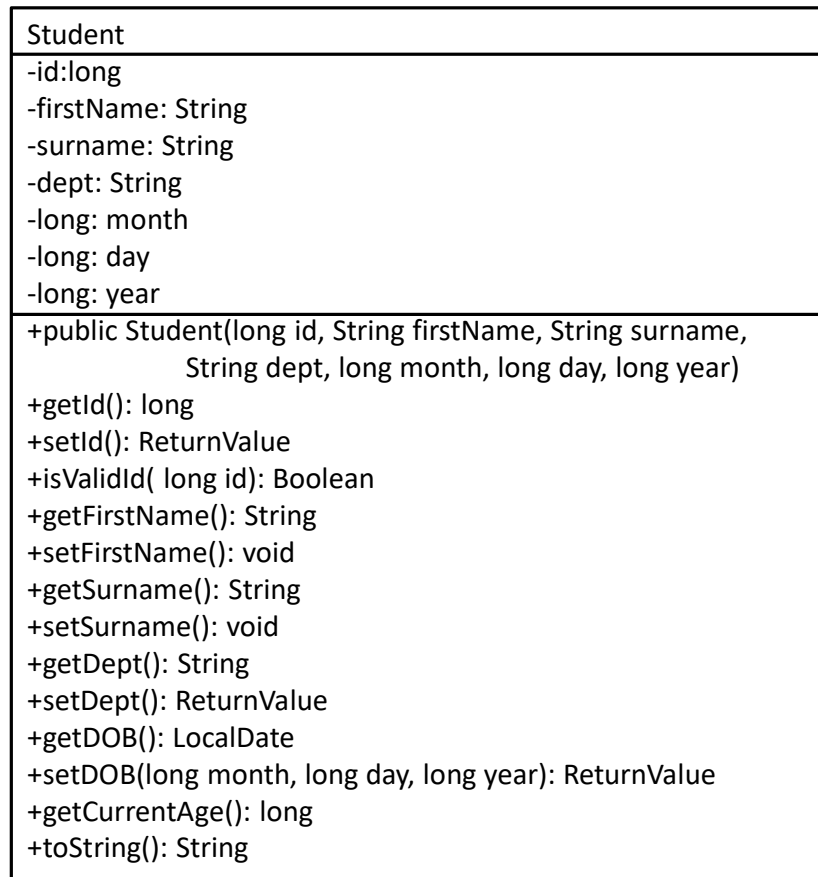 Student
-id:long
-firstName: String
-surname: String
-dept: String
-long: month
-long: day
-long: year
+public Student(long id, String firstName, String surname,
String dept, long month, long day, long year)
+getId(): long
+setId(): ReturnValue
+isValidId( long id): Boolean
+getFirstName(): String
+setFirstName(): void
+getSurname(): String
+setSurname(): void
+getDept(): String
+setDept(): ReturnValue
+getDOB(): LocalDate
+setDOB(long month, long day, long year): ReturnValue
+getCurrentAge(): long
+toString(): String